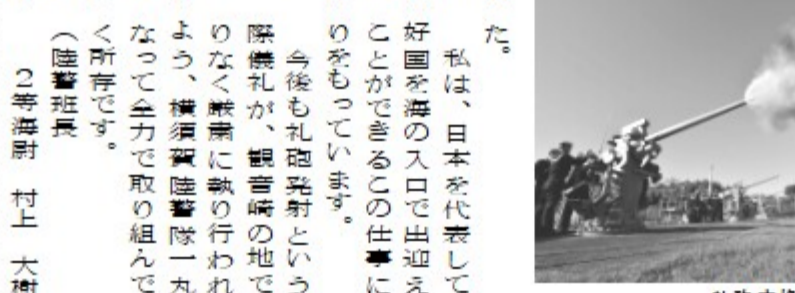 た。
私は、日本を代表して
好国を海の入口で出迎え
ことができるこの仕事に
りをもっています。
今後も礼砲発射という
際儀礼が、観音崎の地で
りなく厳粛に執り行われ
よう、横須賀陸警隊一丸
なって全力で取り組んで
く所存です。
（陸警班長
２等海尉　村上　大樹